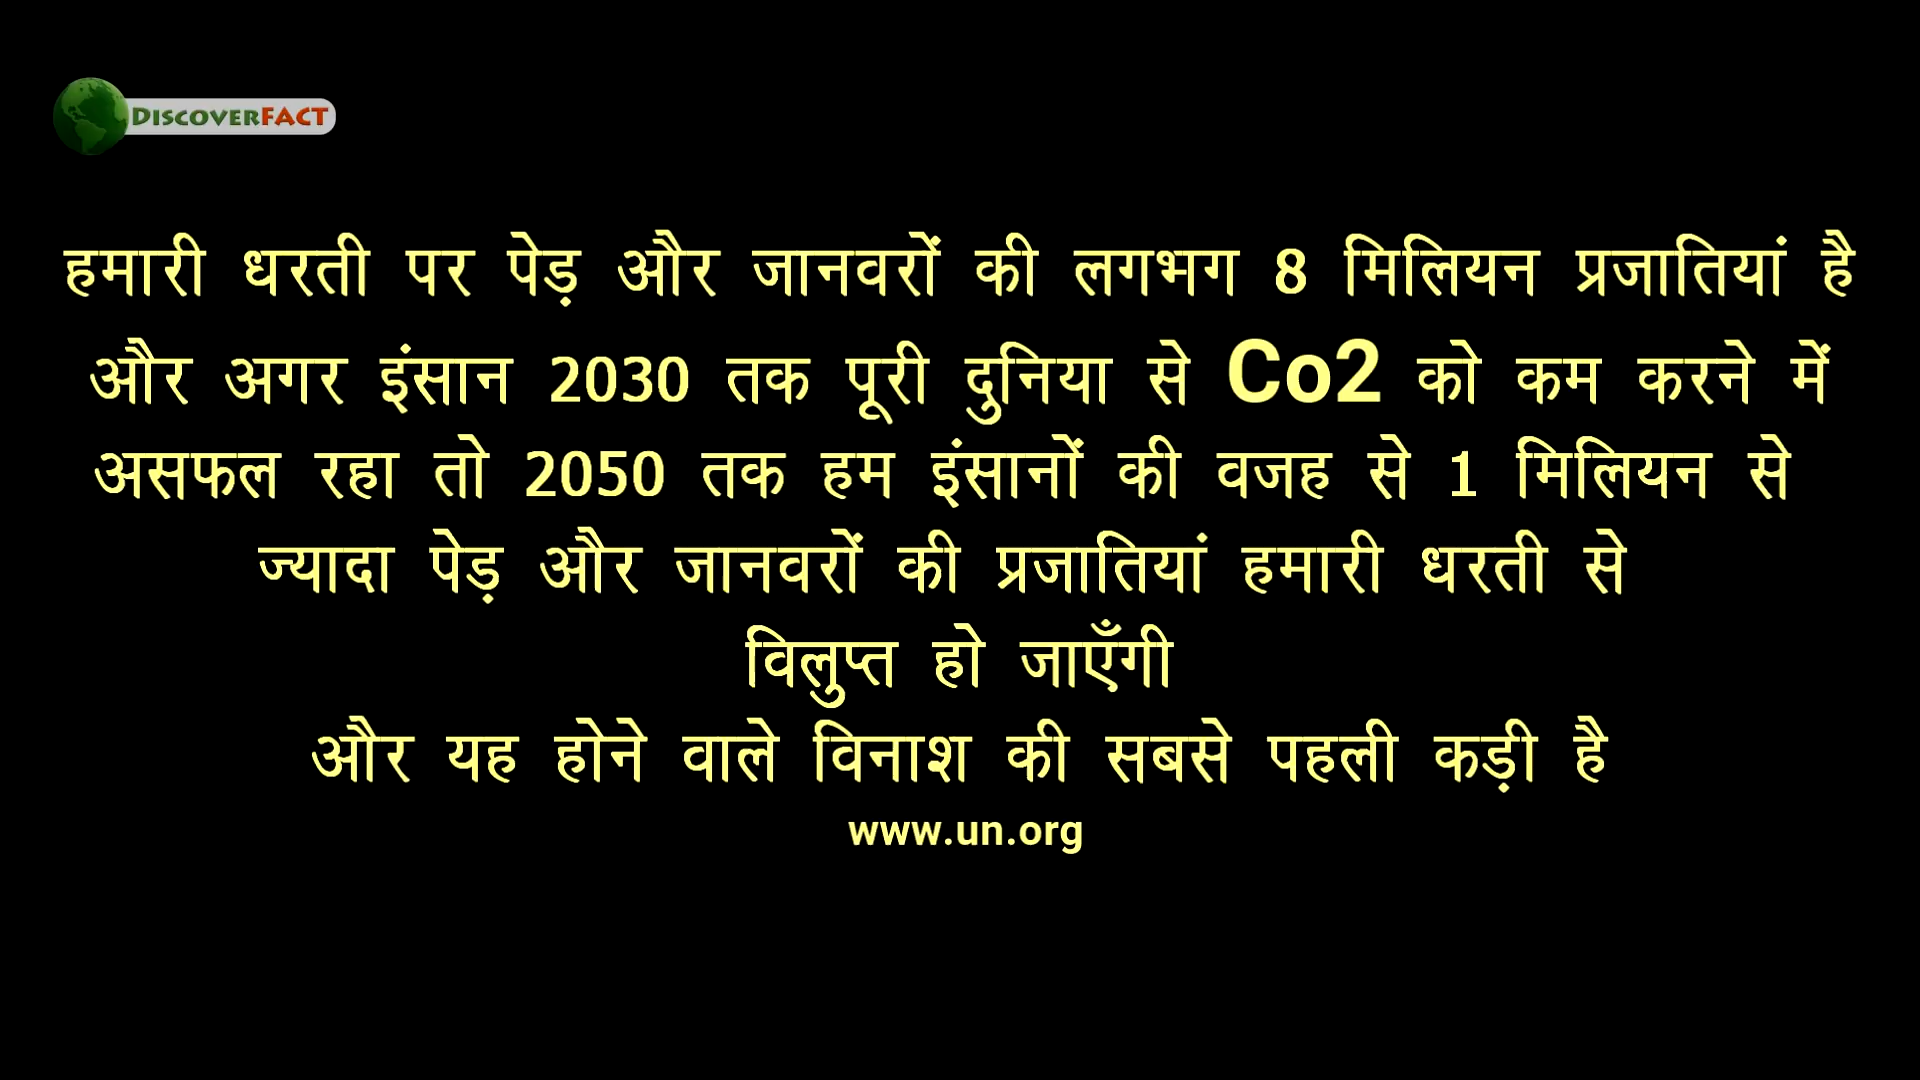 DISCOVERFACT
हमारी धरती पर पेड़ और जानवरों की लगभग 8 मिलियन प्रजातियां है
और अगर इंसान 2030 तक पूरी दुनिया से Co2 को कम करने में
असफल रहा तो 2050 तक हम इंसानों की वजह से 1 मिलियन से
ज्यादा पेड़ और जानवरों की प्रजातियां हमारी धरती से
विलुप्त हो जाएँगी
और यह होने वाले विनाश की सबसे पहली कड़ी है
www.un.org